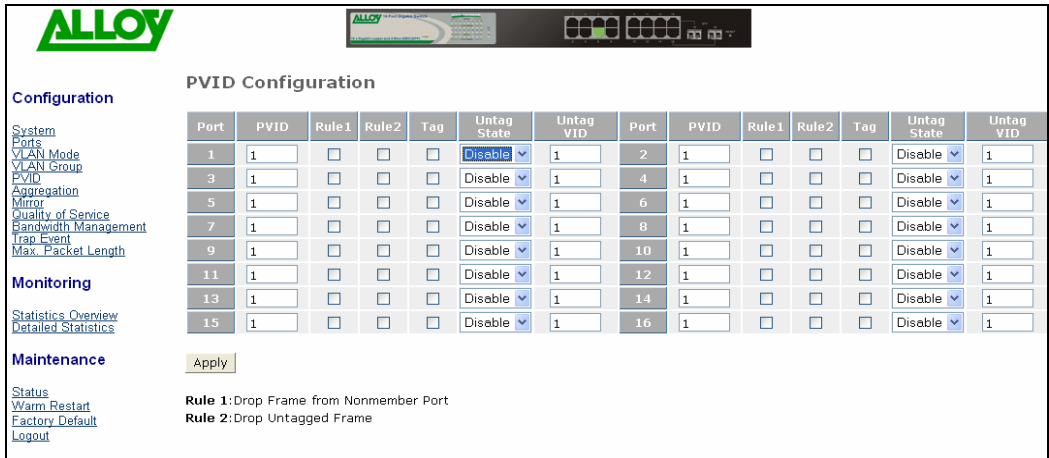 ALLOY
ALLOY 16 Port Gigabit Switch
PVID Configuration
Configuration
System
Ports
VLAN Mode
VLAN Group
PVID
Aggregation
Mirror
Quality of Service
Bandwidth Management
Trap Event
Max. Packet Length
Monitoring
Statistics Overview
Detailed Statistics
Maintenance
Status
Warm Restart
Factory Default
Logout
Port PVID Rule1 Rule2 Tag Untag State Untag VID Port PVID Rule1 Rule2 Tag Untag State Untag VID
1 1 Disable 1 2 1 Disable 1
3 1 Disable 1 4 1 Disable 1
5 1 Disable 1 6 1 Disable 1
7 1 Disable 1 8 1 Disable 1
9 1 Disable 1 10 1 Disable 1
11 1 Disable 1 12 1 Disable 1
13 1 Disable 1 14 1 Disable 1
15 1 Disable 1 16 1 Disable 1
Apply
Rule 1:Drop Frame from Nonmember Port
Rule 2:Drop Untagged Frame